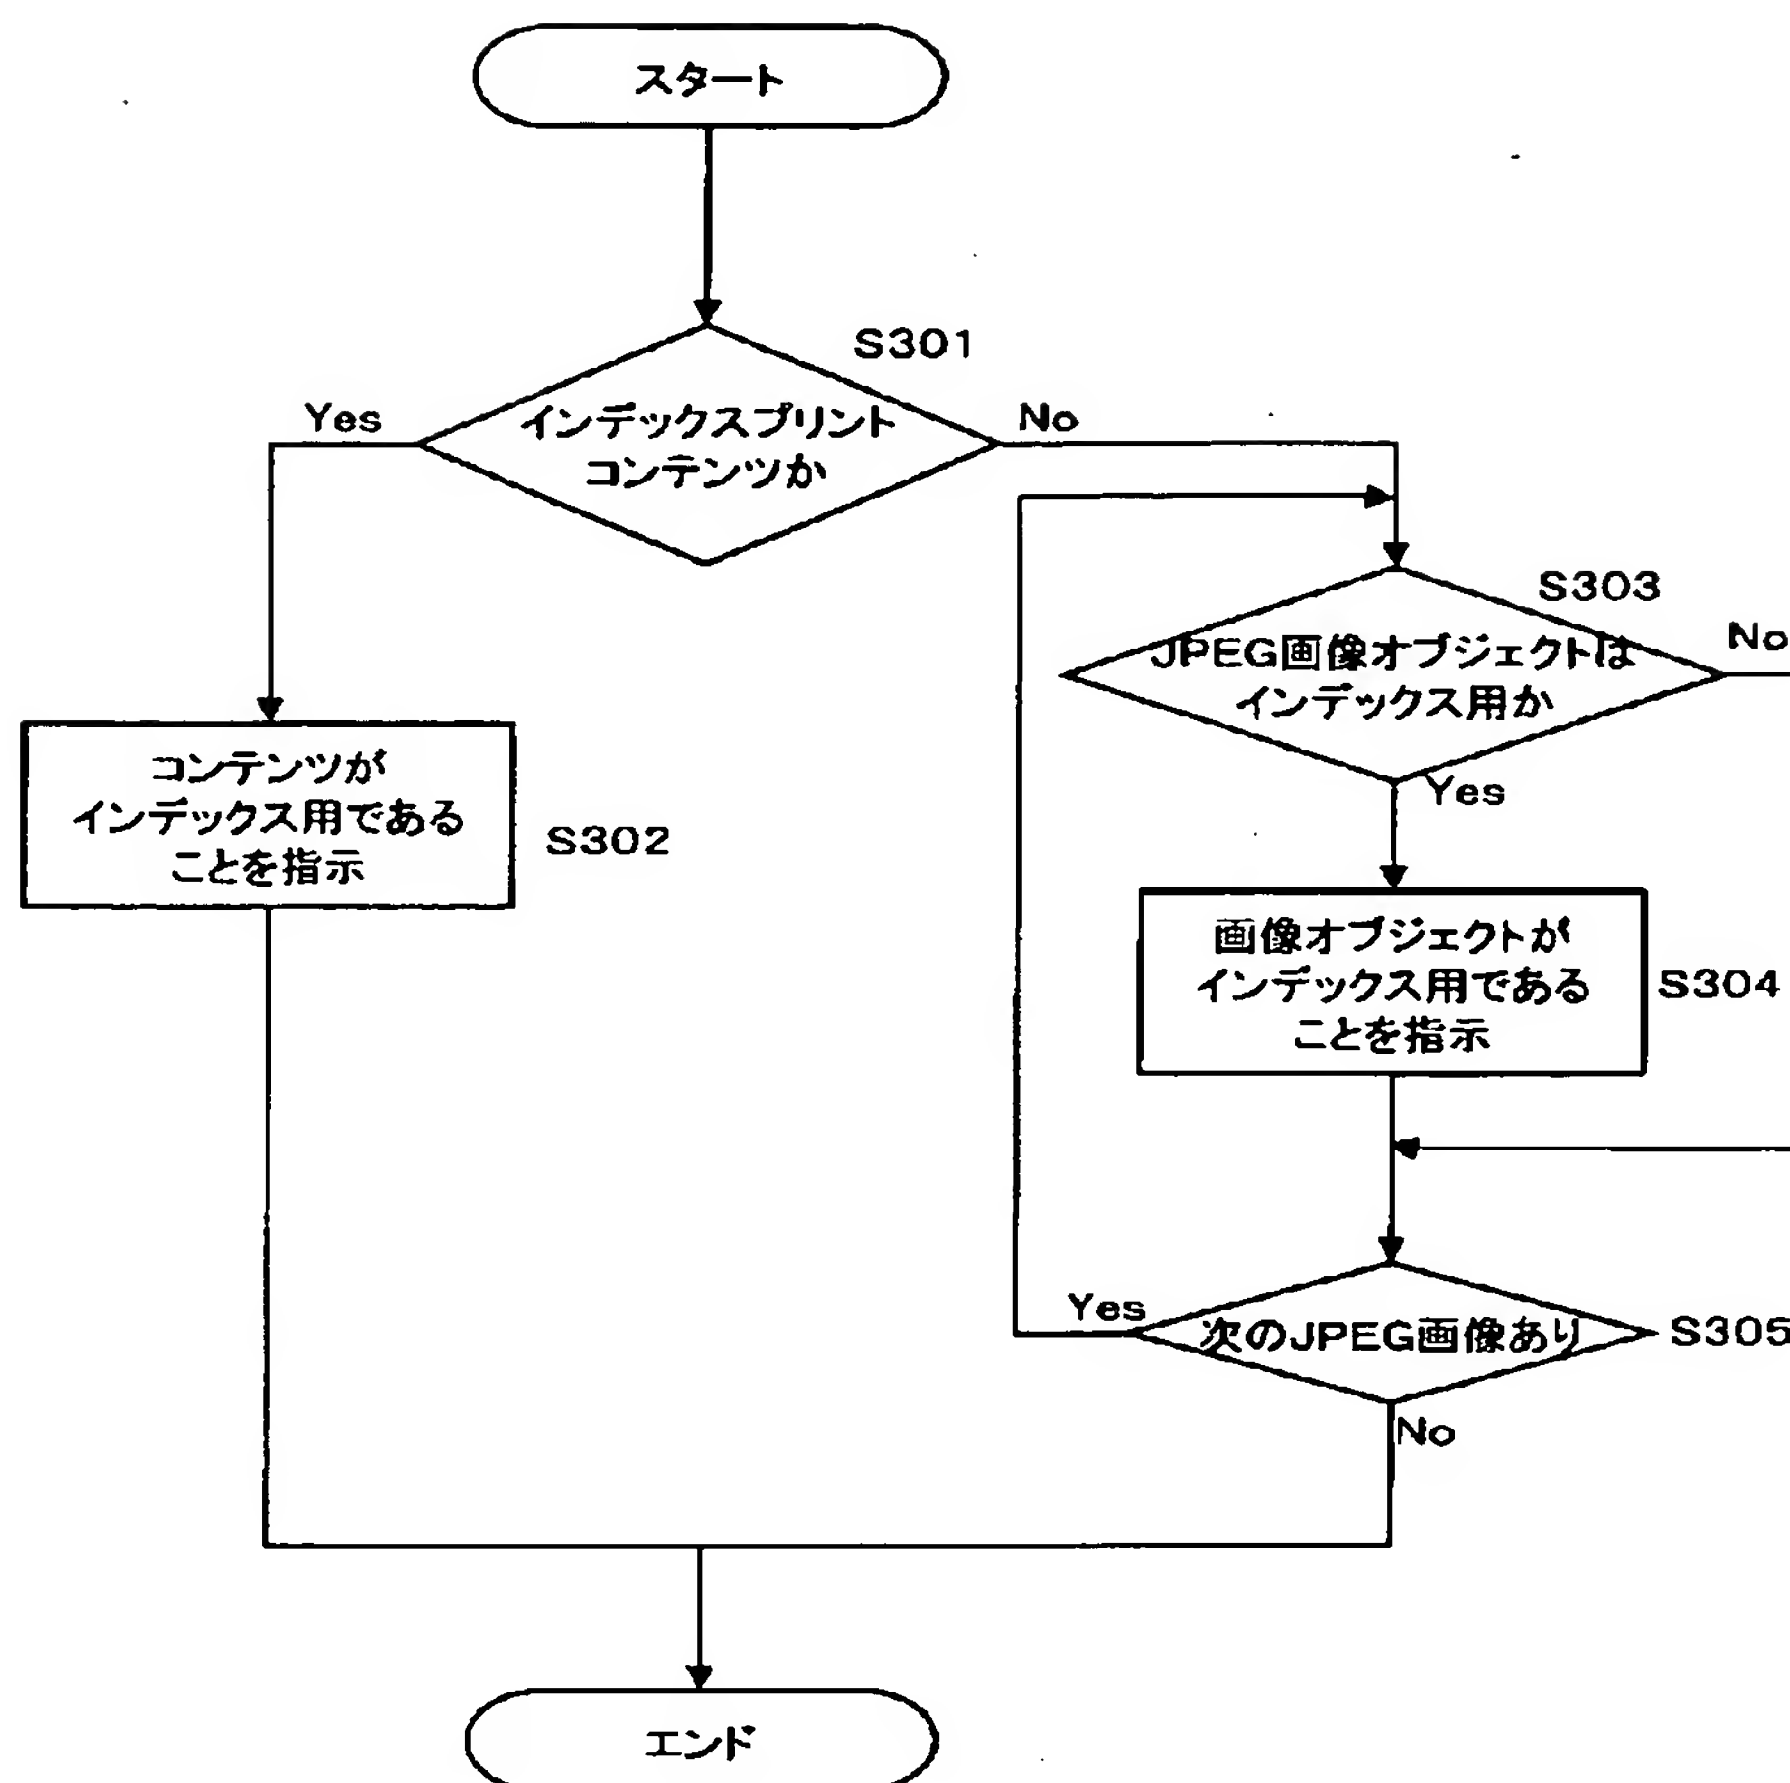 スタート
S301
Yes
インデックスプリント
コンテンツか
No
S303
JPEG画像オブジェクトは
インデックス用か
No
Yes
コンテンツが
インデックス用である
ことを指示
S302
画像オブジェクトが
インデックス用である
ことを指示
S304
Yes
次のJPEG画像あり
S305
No
エンド